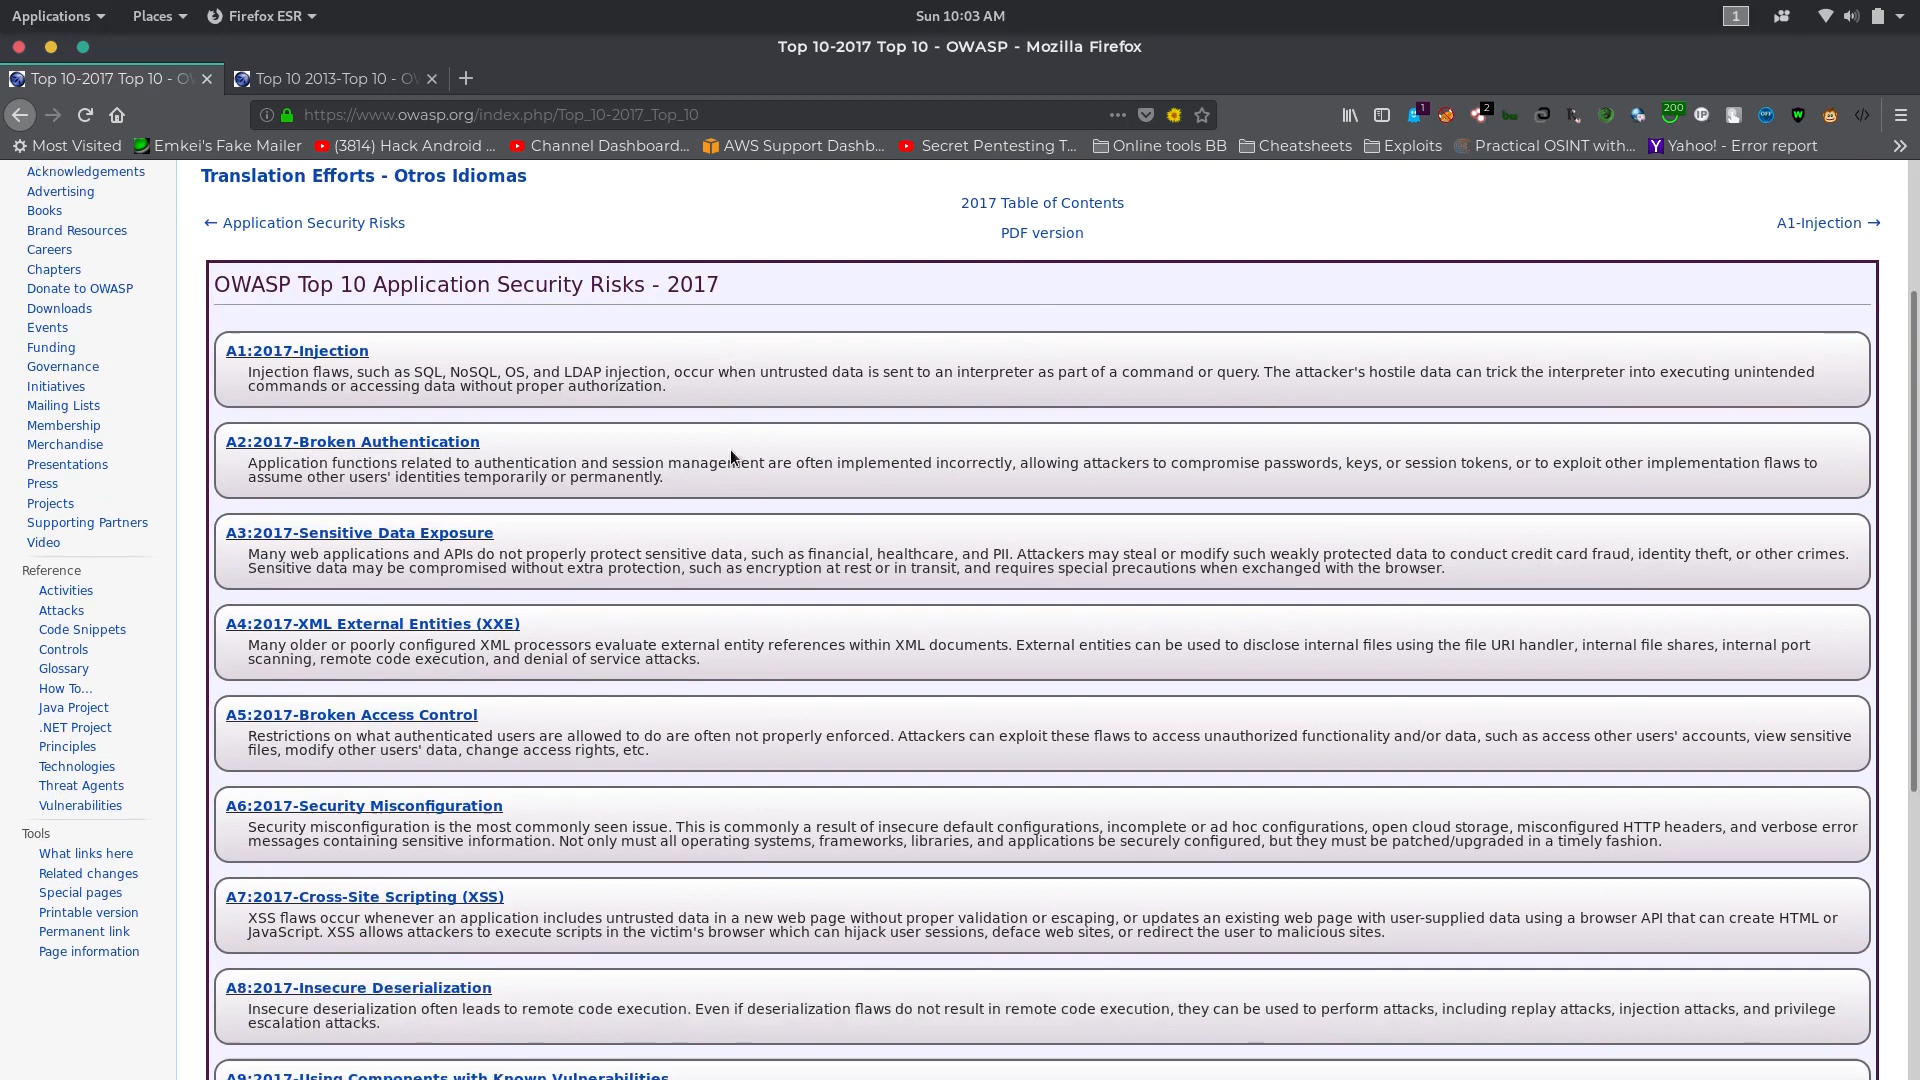 Applications Places Firefox ESR Sun 10:03 AM 1
Top 10-2017 Top 10 - OWASP - Mozilla Firefox
Top 10-2017 Top 10 - O Top 10 2013-Top 10 - O
https://www.owasp.org/index.php/Top_10-2017_Top_10 1 2 200
Most Visited Emkei's Fake Mailer (3814) Hack Android ... Channel Dashboard... AWS Support Dashb... Secret Pentesting T... Online tools BB Cheatsheets Exploits Practical OSINT with... Yahoo! - Error report
Acknowledgements
Advertising
Books
Brand Resources
Careers
Chapters
Donate to OWASP
Downloads
Events
Funding
Governance
Initiatives
Mailing Lists
Membership
Merchandise
Presentations
Press
Projects
Supporting Partners
Video
Reference
Activities
Attacks
Code Snippets
Controls
Glossary
How To...
Java Project
.NET Project
Principles
Technologies
Threat Agents
Vulnerabilities
Tools
What links here
Related changes
Special pages
Printable version
Permanent link
Page information
Translation Efforts - Otros Idiomas
← Application Security Risks
2017 Table of Contents
PDF version
A1-Injection →
OWASP Top 10 Application Security Risks - 2017
A1:2017-Injection
Injection flaws, such as SQL, NoSQL, OS, and LDAP injection, occur when untrusted data is sent to an interpreter as part of a command or query. The attacker's hostile data can trick the interpreter into executing unintended
commands or accessing data without proper authorization.
A2:2017-Broken Authentication
Application functions related to authentication and session management are often implemented incorrectly, allowing attackers to compromise passwords, keys, or session tokens, or to exploit other implementation flaws to
assume other users' identities temporarily or permanently.
A3:2017-Sensitive Data Exposure
Many web applications and APIs do not properly protect sensitive data, such as financial, healthcare, and PII. Attackers may steal or modify such weakly protected data to conduct credit card fraud, identity theft, or other crimes.
Sensitive data may be compromised without extra protection, such as encryption at rest or in transit, and requires special precautions when exchanged with the browser.
A4:2017-XML External Entities (XXE)
Many older or poorly configured XML processors evaluate external entity references within XML documents. External entities can be used to disclose internal files using the file URI handler, internal file shares, internal port
scanning, remote code execution, and denial of service attacks.
A5:2017-Broken Access Control
Restrictions on what authenticated users are allowed to do are often not properly enforced. Attackers can exploit these flaws to access unauthorized functionality and/or data, such as access other users' accounts, view sensitive
files, modify other users' data, change access rights, etc.
A6:2017-Security Misconfiguration
Security misconfiguration is the most commonly seen issue. This is commonly a result of insecure default configurations, incomplete or ad hoc configurations, open cloud storage, misconfigured HTTP headers, and verbose error
messages containing sensitive information. Not only must all operating systems, frameworks, libraries, and applications be securely configured, but they must be patched/upgraded in a timely fashion.
A7:2017-Cross-Site Scripting (XSS)
XSS flaws occur whenever an application includes untrusted data in a new web page without proper validation or escaping, or updates an existing web page with user-supplied data using a browser API that can create HTML or
JavaScript. XSS allows attackers to execute scripts in the victim's browser which can hijack user sessions, deface web sites, or redirect the user to malicious sites.
A8:2017-Insecure Deserialization
Insecure deserialization often leads to remote code execution. Even if deserialization flaws do not result in remote code execution, they can be used to perform attacks, including replay attacks, injection attacks, and privilege
escalation attacks.
A9:2017-Using Components with Known Vulnerabilities